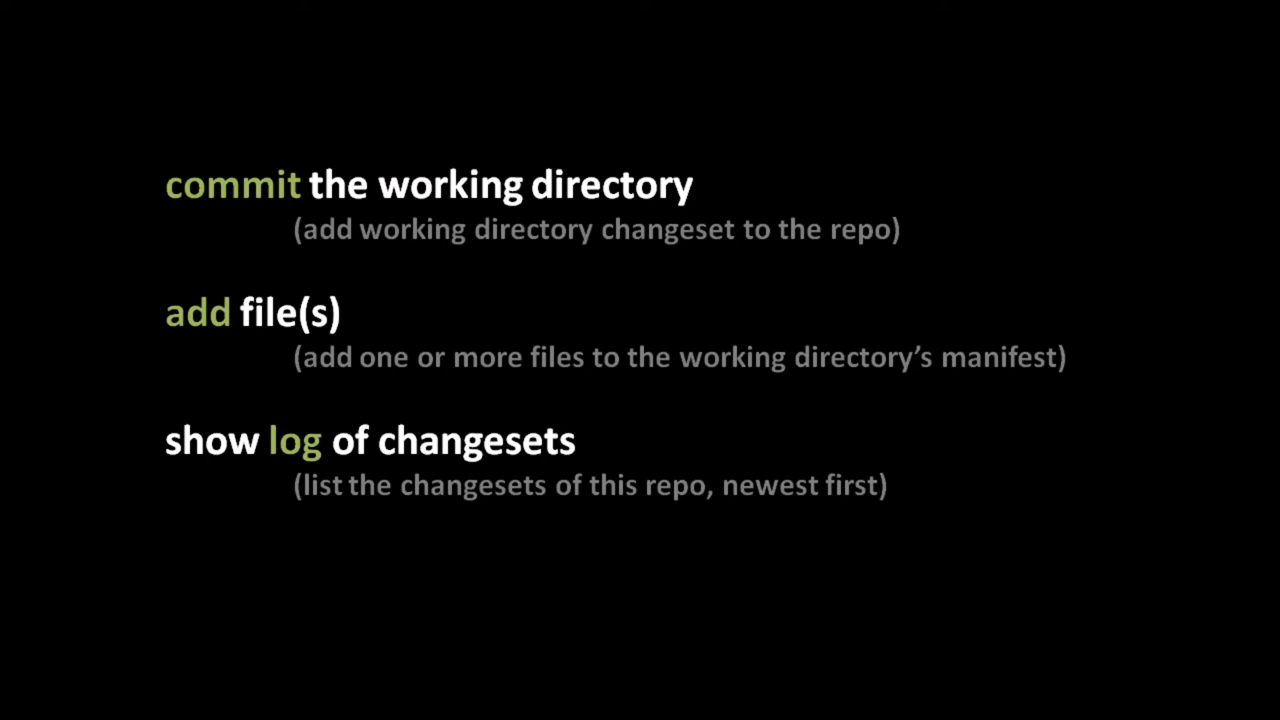 commit the working directory
(add working directory changeset to the repo)
add file(s)
(add one or more files to the working directory’s manifest)
show log of changesets
(list the changesets of this repo, newest first)